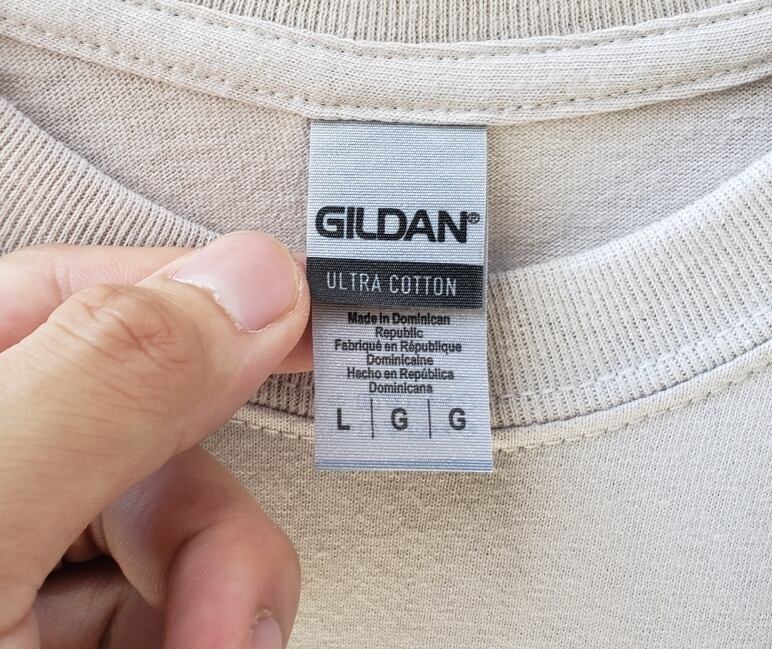 GILDAN®
ULTRA COTTON
Made in Dominican
Republic
Fabriqué en République
Dominicaine
Hecho en República
Dominicana
L | G | G